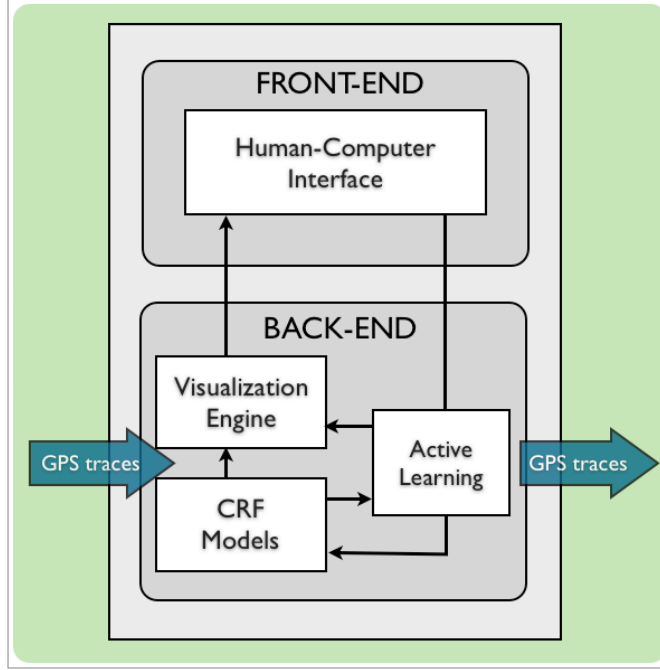 FRONT-END
Human-Computer
Interface
BACK-END
Visualization
Engine
GPS traces
Active
Learning
GPS traces
CRF
Models